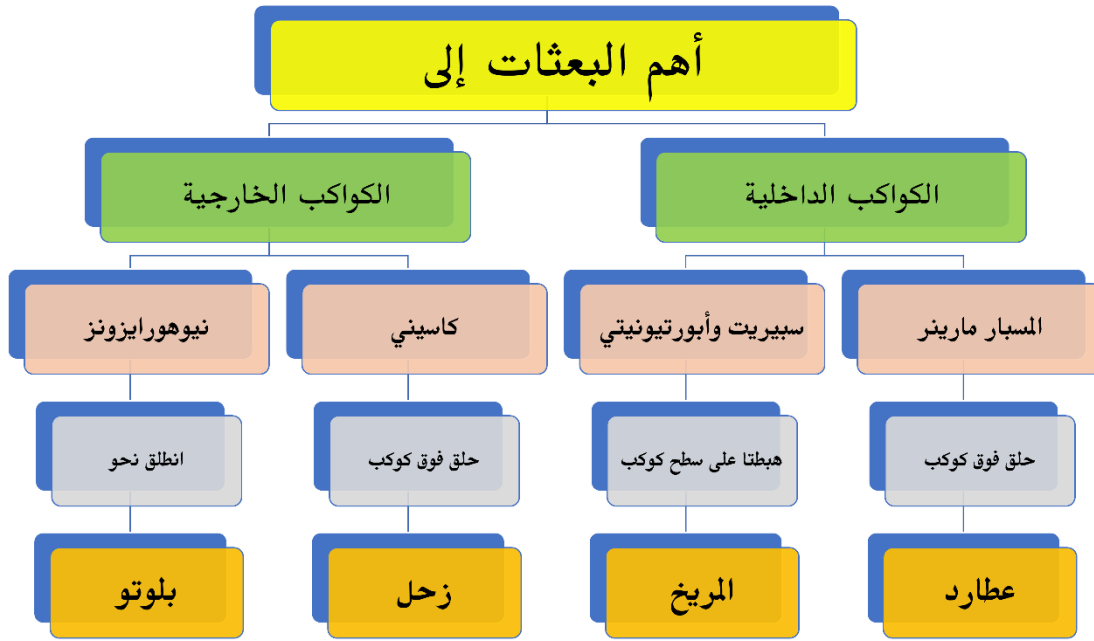 أهم البعثات إلى
الكواكب الداخلية
الكواكب الخارجية
المسبار مارينر
سبيريت وأبورتيونيتي
كاسيني
نيوهورايزونز
حلق فوق كوكب
هبطتا على سطح كوكب
حلق فوق كوكب
انطلق نحو
عطارد
المريخ
زحل
بلوتو